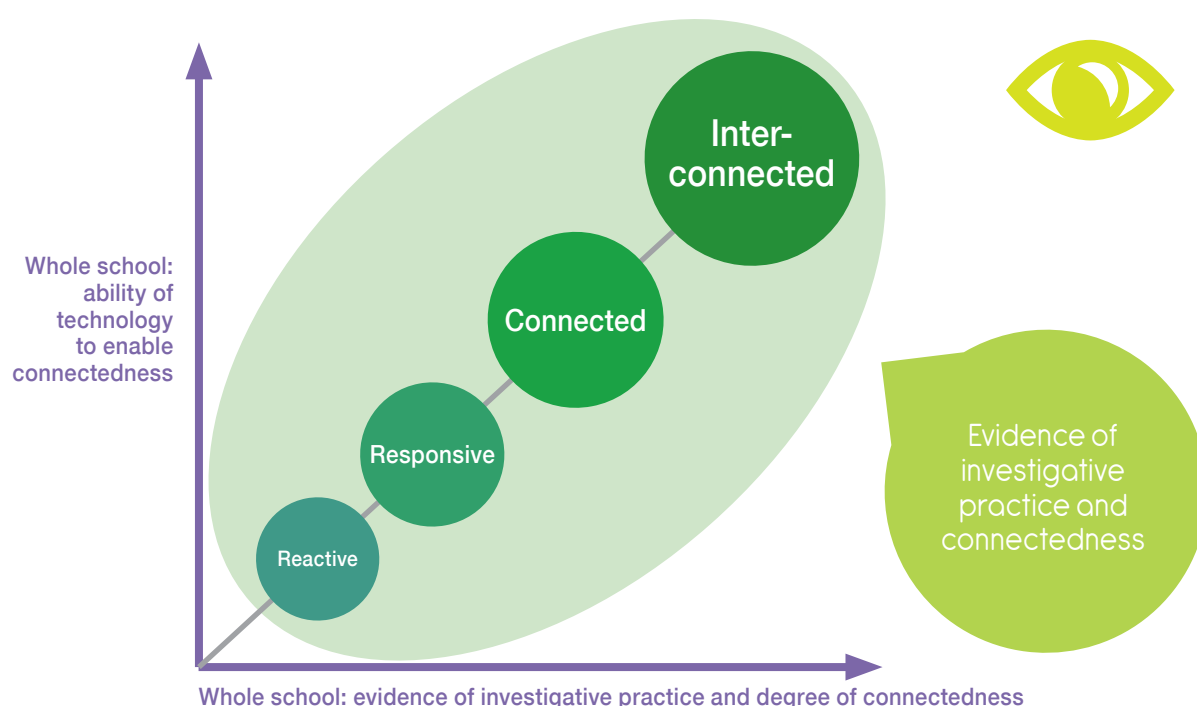 Inter-
connected
Whole school:
ability of
technology
to enable
connectedness
Connected
Responsive
Evidence of
investigative
practice and
connectedness
Reactive
Whole school: evidence of investigative practice and degree of connectedness